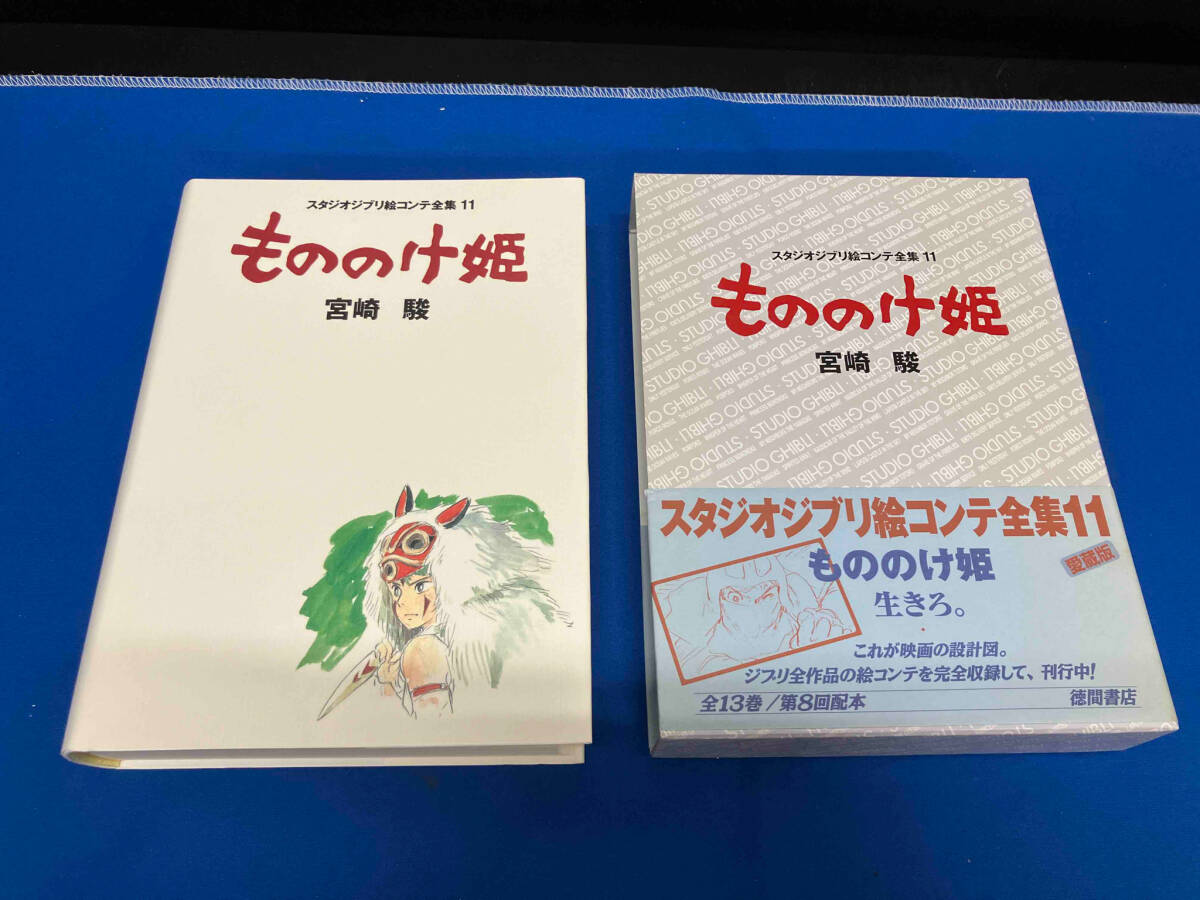 スタジオジブリ絵コンテ全集 11
もののけ姫
宮崎 駿
スタジオジブリ絵コンテ全集 11
もののけ姫
宮崎 駿
STUDIO GHIBLI
スタジオジブリ絵コンテ全集11
もののけ姫
愛蔵版
生きろ。
これが映画の設計図。
ジブリ全作品の絵コンテを完全収録して、刊行中!
全13巻/第8回配本
徳間書店